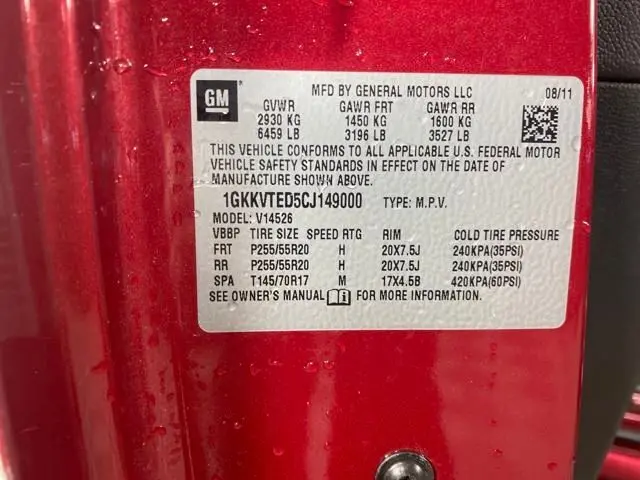 GM
MFD BY GENERAL MOTORS LLC 08/11
GVWR GAWR FRT GAWR RR
2930 KG 1450 KG 1600 KG
6459 LB 3196 LB 3527 LB
THIS VEHICLE CONFORMS TO ALL APPLICABLE U.S. FEDERAL MOTOR
VEHICLE SAFETY STANDARDS IN EFFECT ON THE DATE OF
MANUFACTURE SHOWN ABOVE.
1GKKVTED5CJ149000 TYPE: M.P.V.
MODEL: V14526
VBBP TIRE SIZE SPEED RTG RIM COLD TIRE PRESSURE
FRT P255/55R20 H 20X7.5J 240KPA(35PSI)
RR P255/55R20 H 20X7.5J 240KPA(35PSI)
SPA T145/70R17 M 17X4.5B 420KPA(60PSI)
SEE OWNER'S MANUAL FOR MORE INFORMATION.